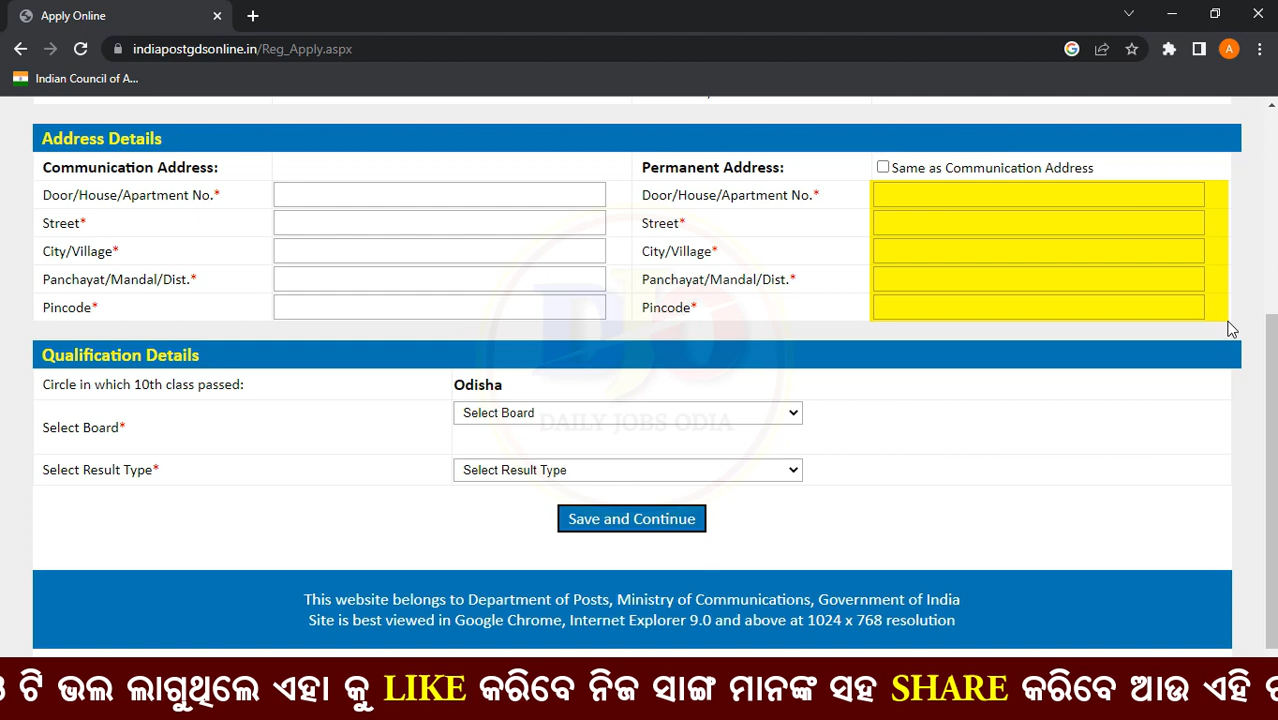 Apply Online
indiapostgdsonline.in/Reg_Apply.aspx
A
Indian Council of A...
Address Details
Communication Address:
Permanent Address:
Same as Communication Address
Door/House/Apartment No.*
Door/House/Apartment No.*
Street*
Street*
City/Village*
City/Village*
Panchayat/Mandal/Dist.*
Panchayat/Mandal/Dist.*
Pincode*
Pincode*
DAILY JOBS ODIA
Qualification Details
Circle in which 10th class passed:
Odisha
Select Board*
Select Board
Select Result Type*
Select Result Type
Save and Continue
This website belongs to Department of Posts, Ministry of Communications, Government of India
Site is best viewed in Google Chrome, Internet Explorer 9.0 and above at 1024 x 768 resolution
ଟି ଭଲ ଲାଗୁଥିଲେ ଏହା କୁ LIKE କରିବେ ନିଜ ସାଙ୍ଗ ମାନଙ୍କ ସହ SHARE କରିବେ ଆଉ ଏହି